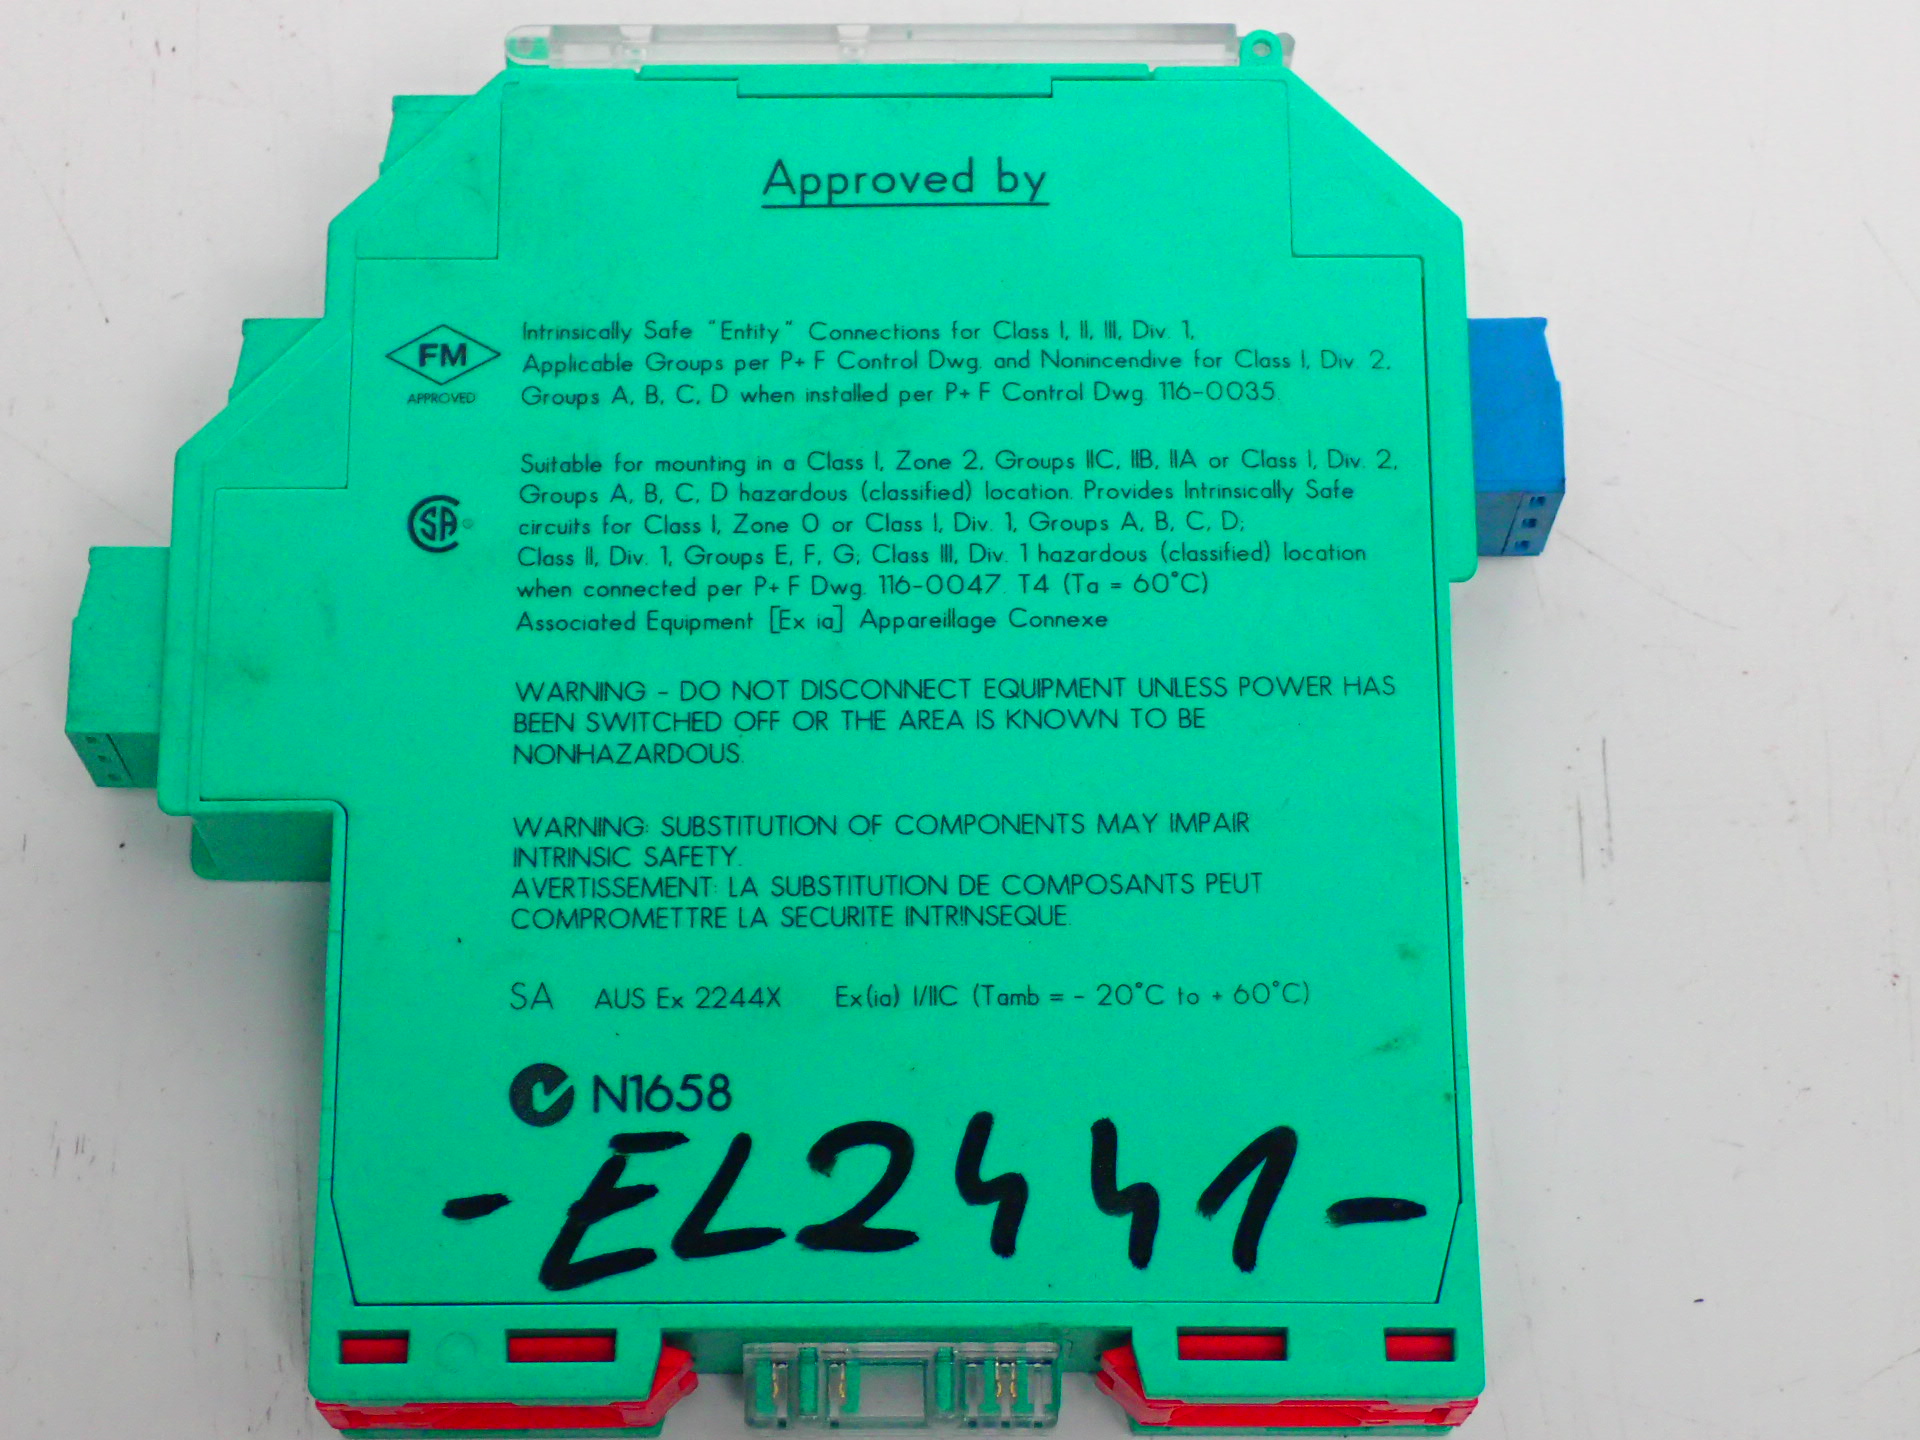 Approved by
FM
APPROVED
Intrinsically Safe "Entity" Connections for Class I, II, III, Div. 1,
Applicable Groups per P+F Control Dwg. and Nonincendive for Class I, Div. 2,
Groups A, B, C, D when installed per P+F Control Dwg. 116-0035.
SA ®
Suitable for mounting in a Class I, Zone 2, Groups IIC, IIB, IIA or Class I, Div. 2,
Groups A, B, C, D hazardous (classified) location. Provides Intrinsically Safe
circuits for Class I, Zone 0 or Class I, Div. 1, Groups A, B, C, D;
Class II, Div. 1, Groups E, F, G; Class III, Div. 1 hazardous (classified) location
when connected per P+F Dwg. 116-0047. T4 (Ta = 60°C)
Associated Equipment [Ex ia] Appareillage Connexe
WARNING - DO NOT DISCONNECT EQUIPMENT UNLESS POWER HAS
BEEN SWITCHED OFF OR THE AREA IS KNOWN TO BE
NONHAZARDOUS.
WARNING: SUBSTITUTION OF COMPONENTS MAY IMPAIR
INTRINSIC SAFETY.
AVERTISSEMENT: LA SUBSTITUTION DE COMPOSANTS PEUT
COMPROMETTRE LA SECURITE INTRINSEQUE.
SA AUS Ex 2244X Ex(ia) I/IIC (Tamb = - 20°C to + 60°C)
N1658
- EL2441 -